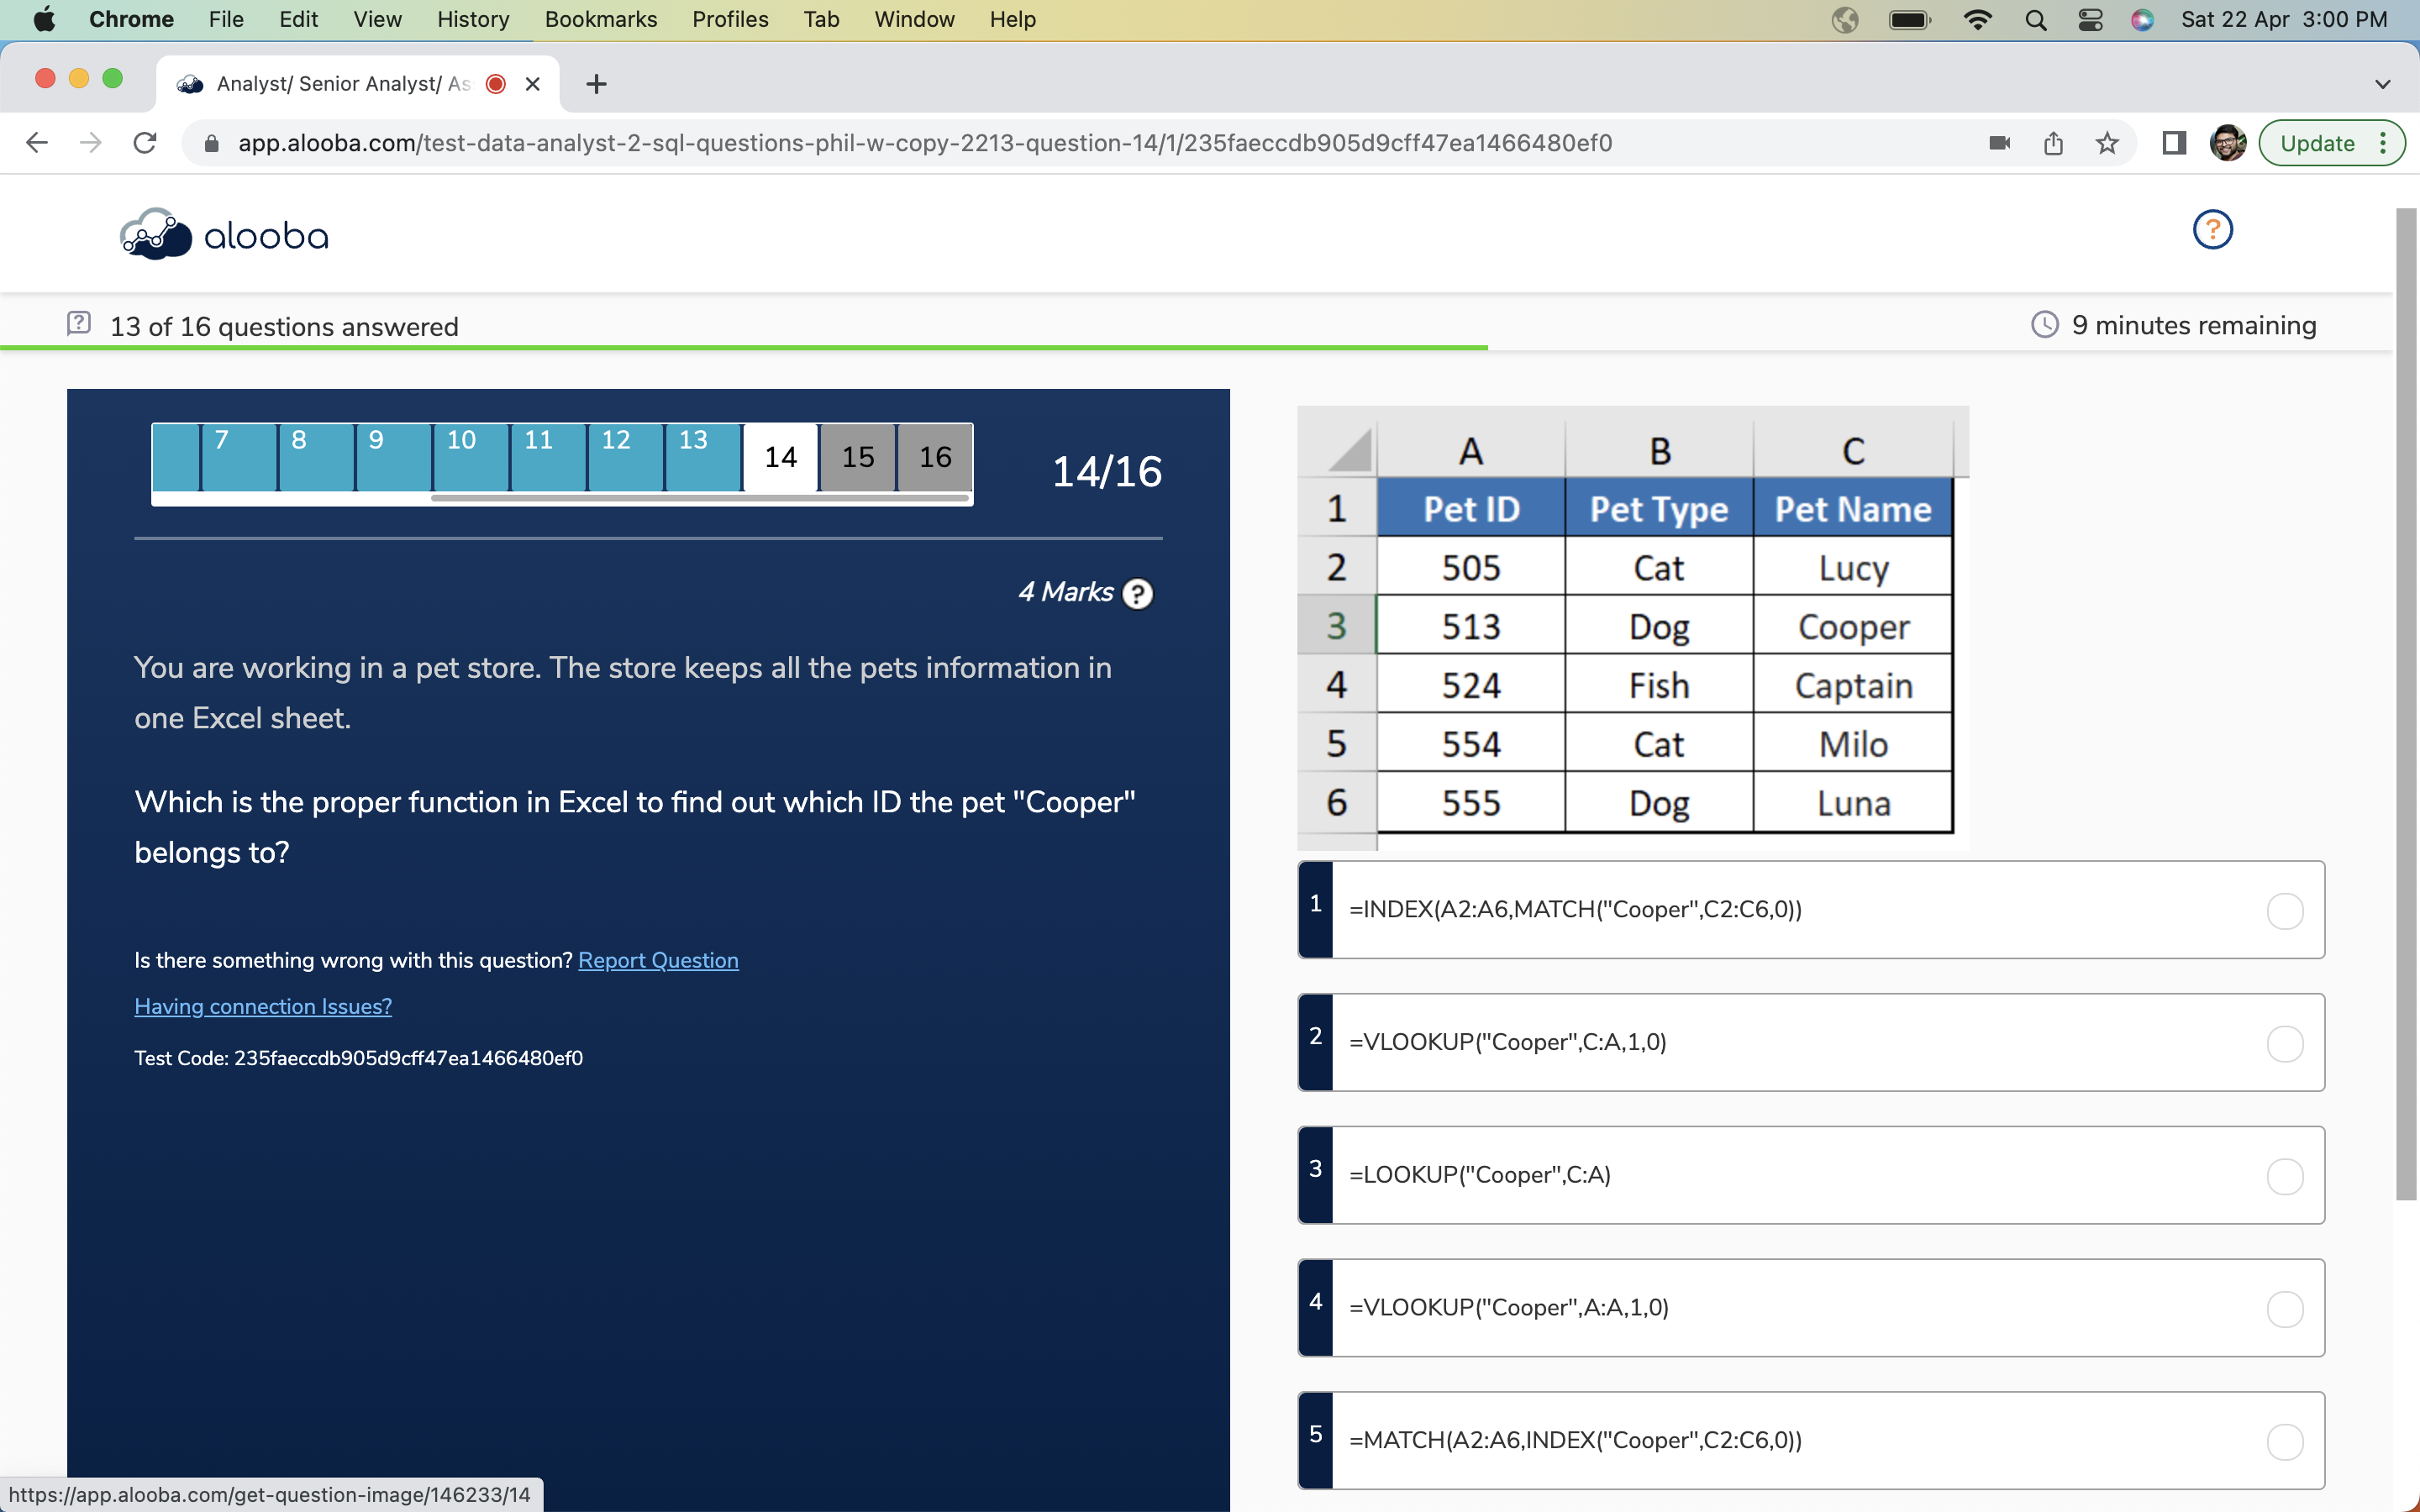 Chrome File Edit View History Bookmarks Profiles Tab Window Help Sat 22 Apr 3:00 PM
Analyst/ Senior Analyst/ As
app.alooba.com/test-data-analyst-2-sql-questions-phil-w-copy-2213-question-14/1/235faeccdb905d9cff47ea1466480ef0 Update
alooba ?
13 of 16 questions answered 9 minutes remaining
7 8 9 10 11 12 13 14 15 16 14/16
4 Marks ?
You are working in a pet store. The store keeps all the pets information in
one Excel sheet.
Which is the proper function in Excel to find out which ID the pet "Cooper"
belongs to?
Is there something wrong with this question? Report Question
Having connection Issues?
Test Code: 235faeccdb905d9cff47ea1466480ef0
A B C
1 Pet ID Pet Type Pet Name
2 505 Cat Lucy
3 513 Dog Cooper
4 524 Fish Captain
5 554 Cat Milo
6 555 Dog Luna
1 =INDEX(A2:A6,MATCH("Cooper",C2:C6,0))
2 =VLOOKUP("Cooper",C:A,1,0)
3 =LOOKUP("Cooper",C:A)
4 =VLOOKUP("Cooper",A:A,1,0)
5 =MATCH(A2:A6,INDEX("Cooper",C2:C6,0))
https://app.alooba.com/get-question-image/146233/14